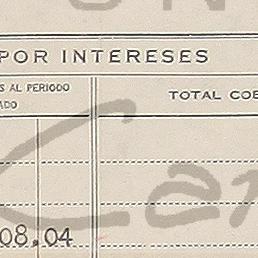 POR INTERESES
S AL PERIODO
ADO
TOTAL COB
08.04